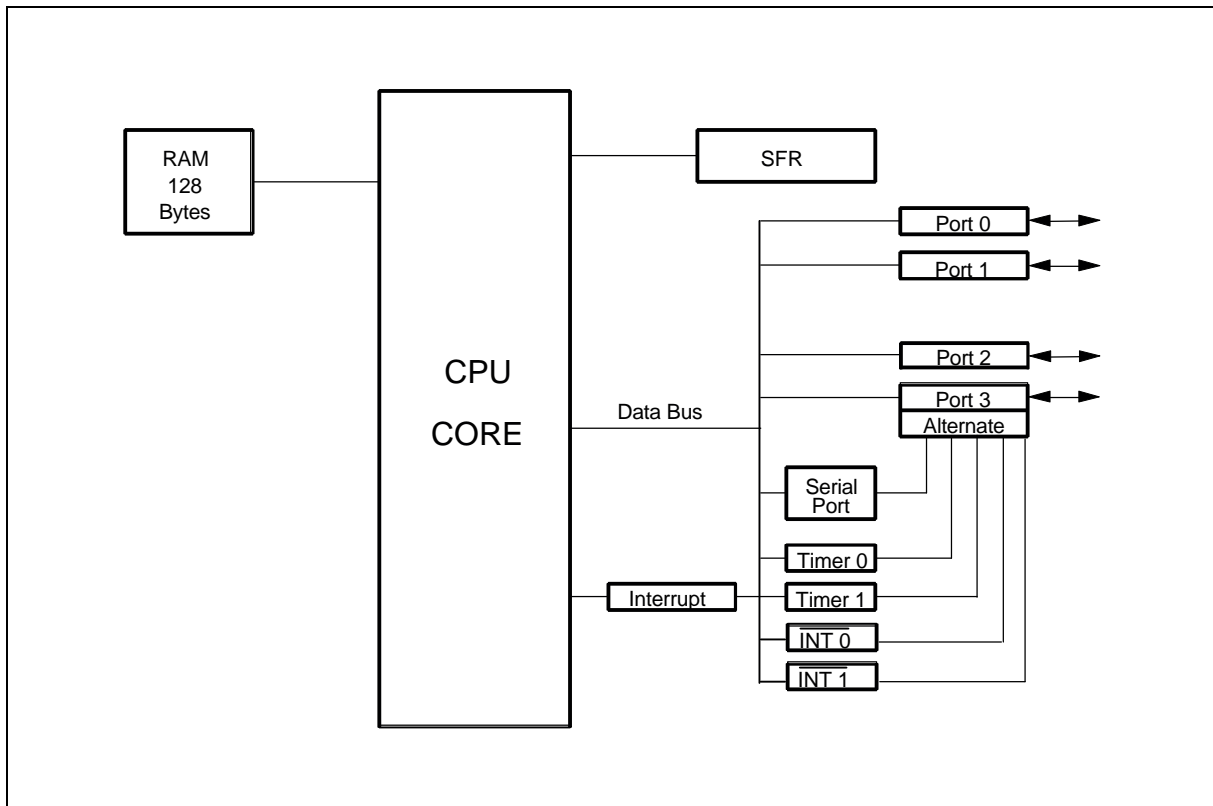 RAM
128
Bytes
CPU
CORE
SFR
Port 0
Port 1
Port 2
Port 3
Alternate
Data Bus
Serial
Port
Timer 0
Interrupt
Timer 1
INT 0
INT 1